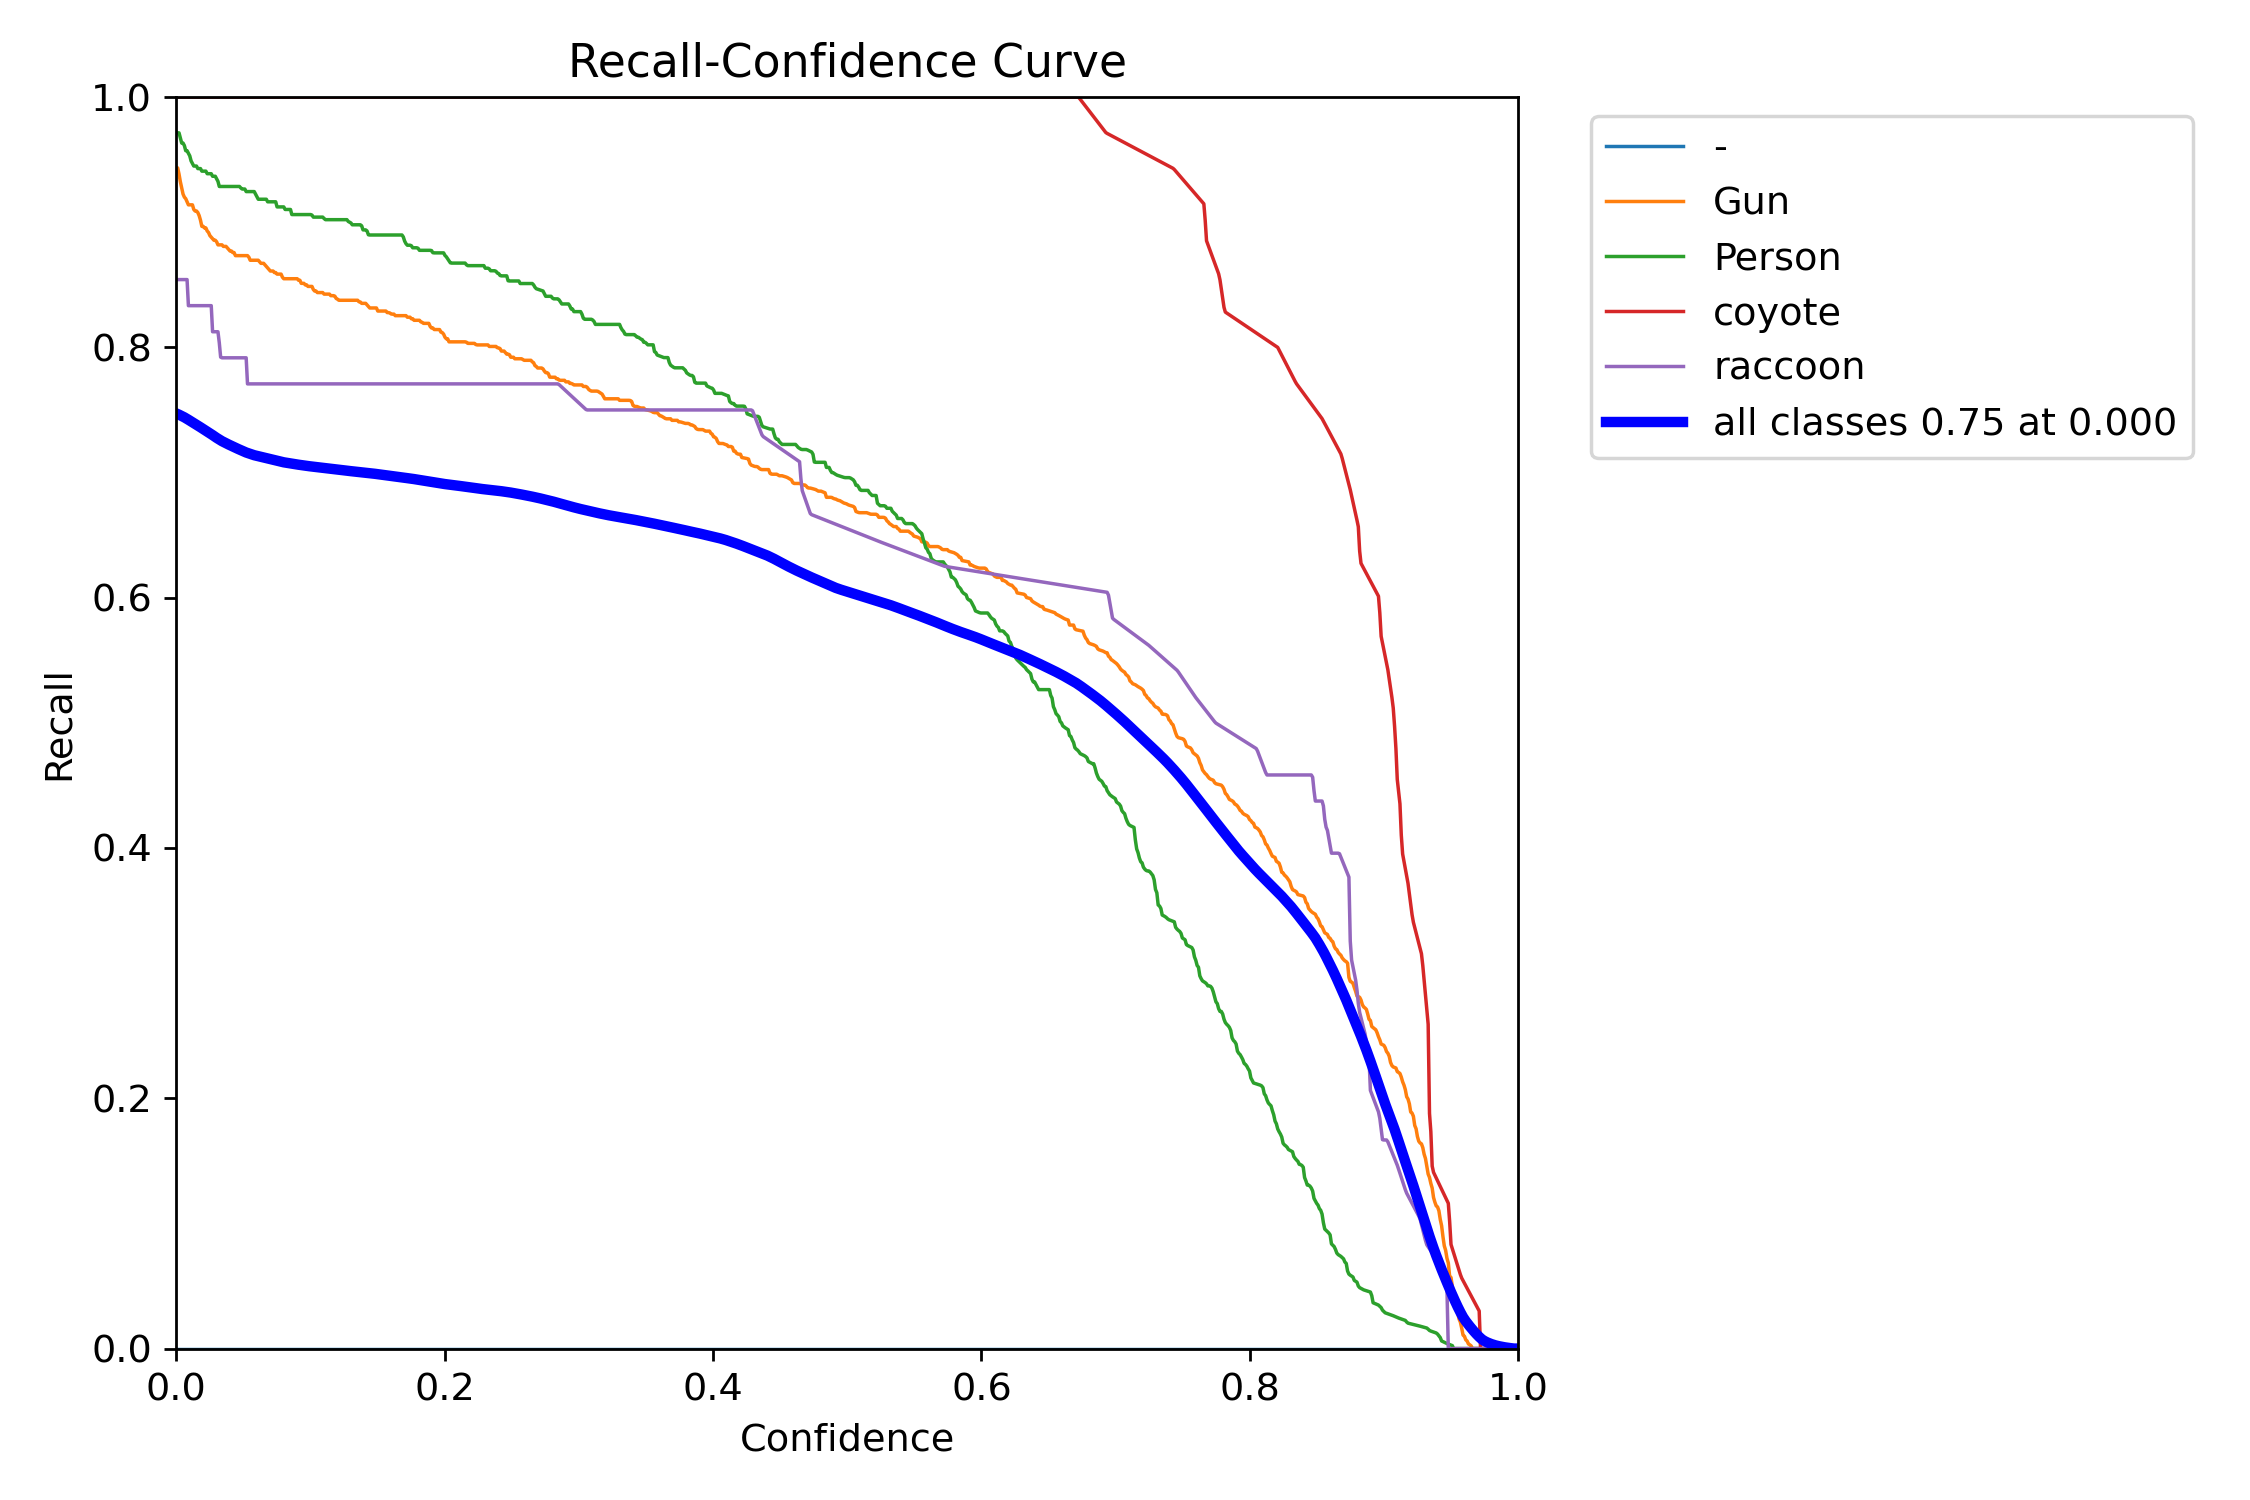 Recall-Confidence Curve
1.0
0.8
0.6
0.4
0.2
0.0
Recall
0.0 0.2 0.4 0.6 0.8 1.0
Confidence
-
Gun
Person
coyote
raccoon
all classes 0.75 at 0.000